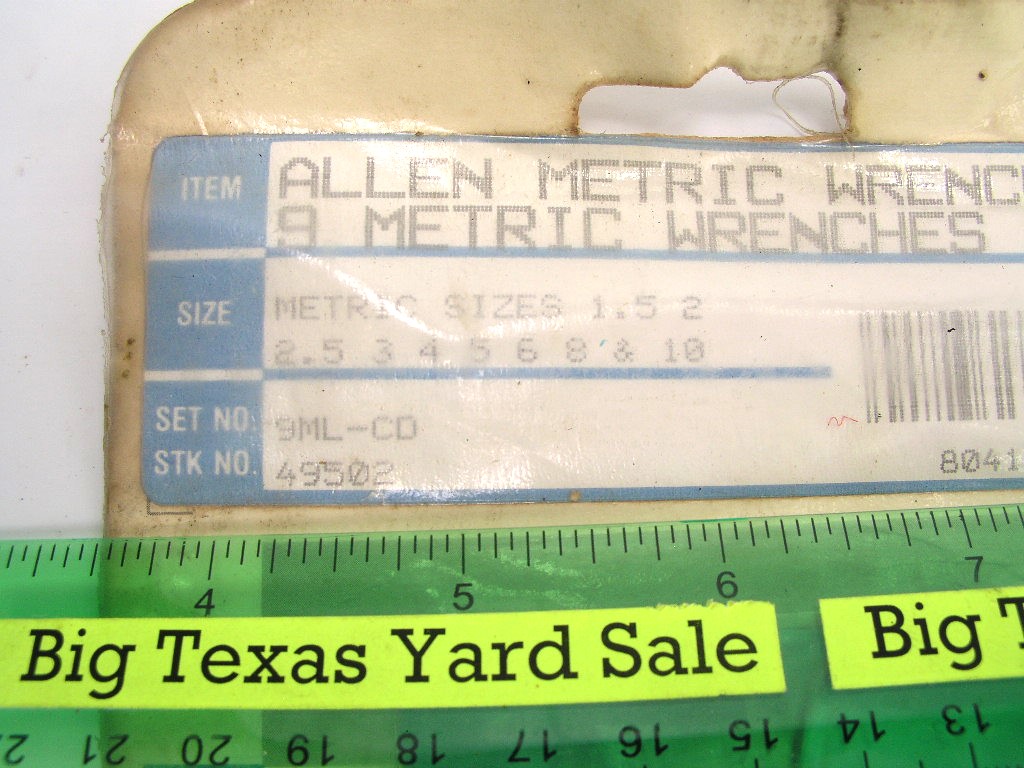 ITEM ALLEN METRIC WRENC
9 METRIC WRENCHES
SIZE METRIC SIZES 1.5 2
2.5 3 4 5 6 8 & 10
SET NO. 9ML-CD
STK NO. 49502
8041
4 5 6 7
Big Texas Yard Sale Big T
22 21 20 19 18 17 16 15 14 13